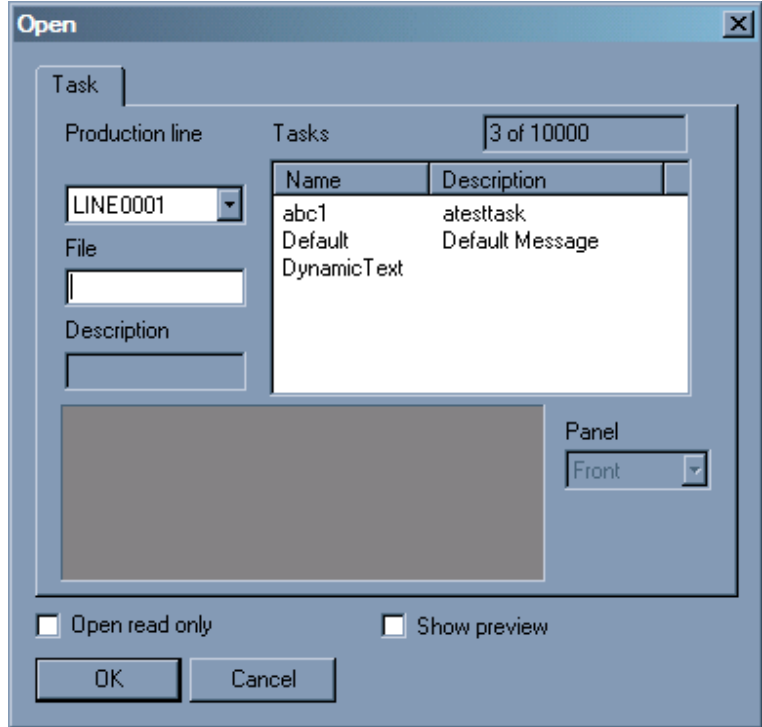 Open
Task
Production line
Tasks
3 of 10000
LINE0001
Name Description
abc1 atesttask
Default Default Message
DynamicText
File
Description
Panel
Front
Open read only
Show preview
OK
Cancel